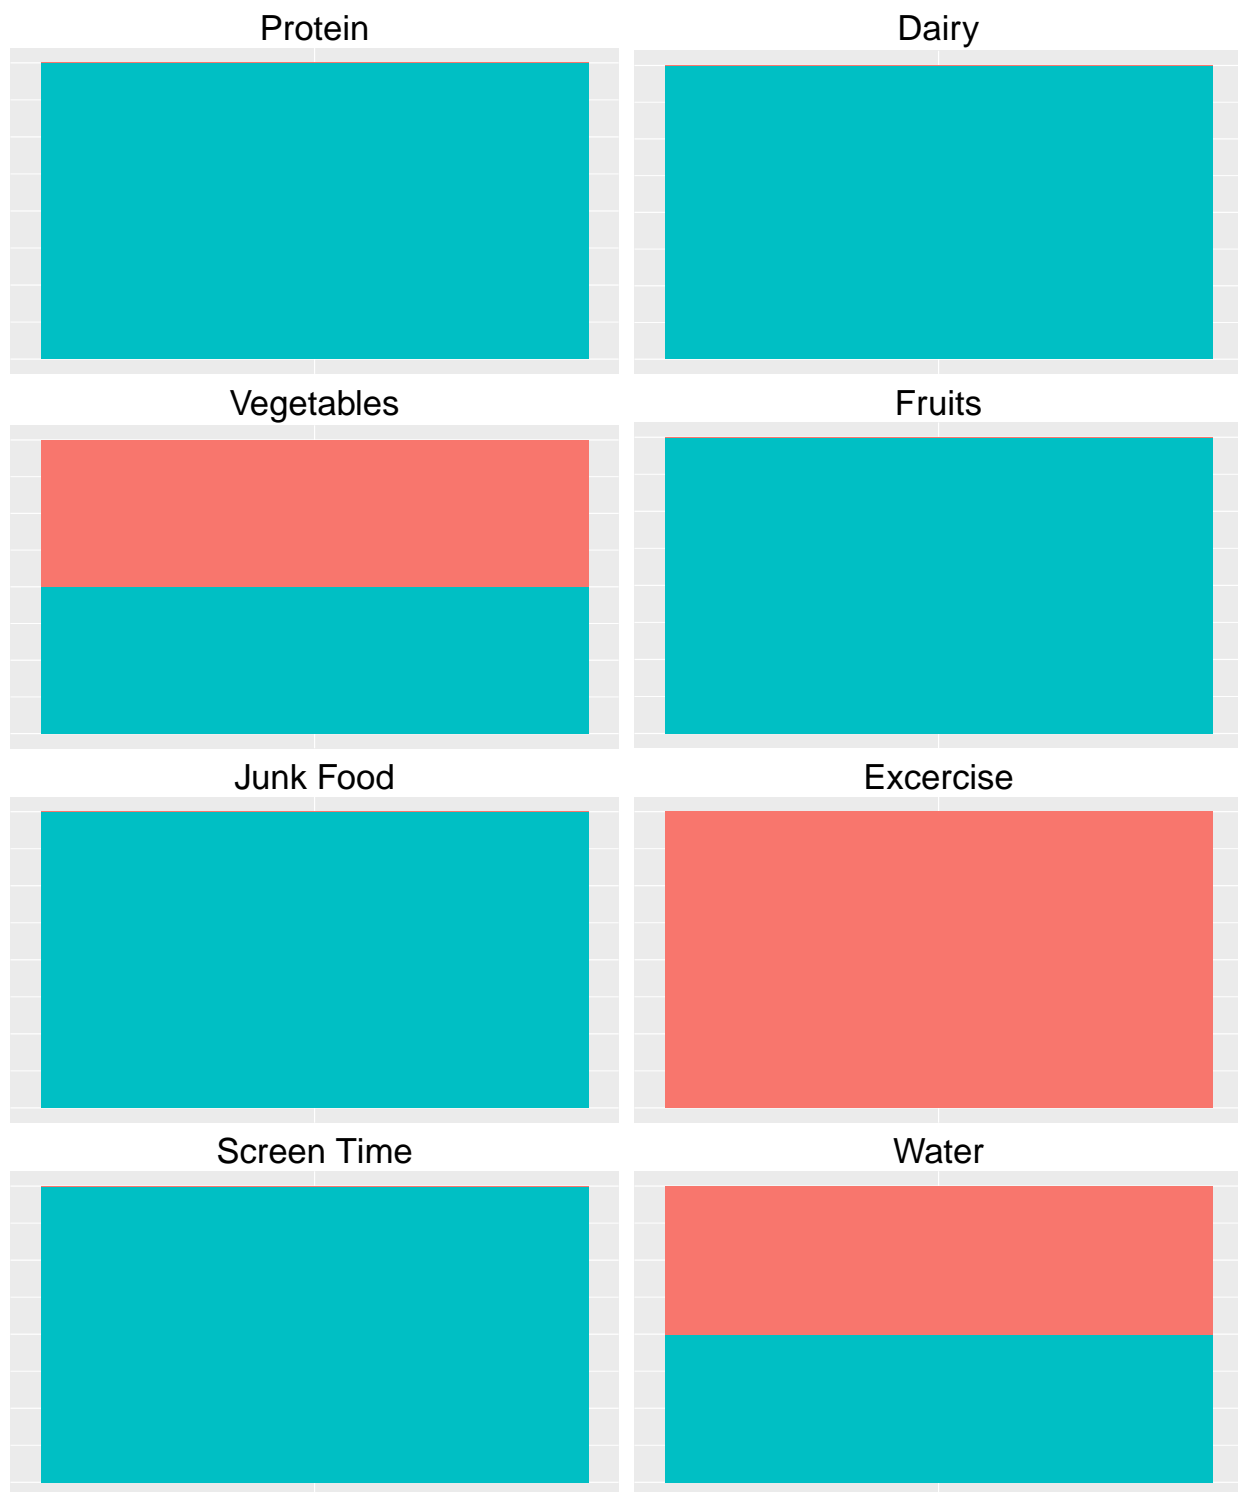 Protein
Dairy
Vegetables
Fruits
Junk Food
Excercise
Screen Time
Water